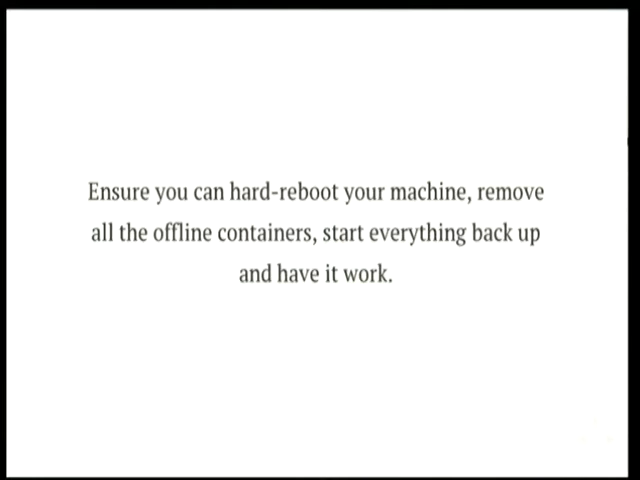 Ensure you can hard-reboot your machine, remove
all the offline containers, start everything back up
and have it work.